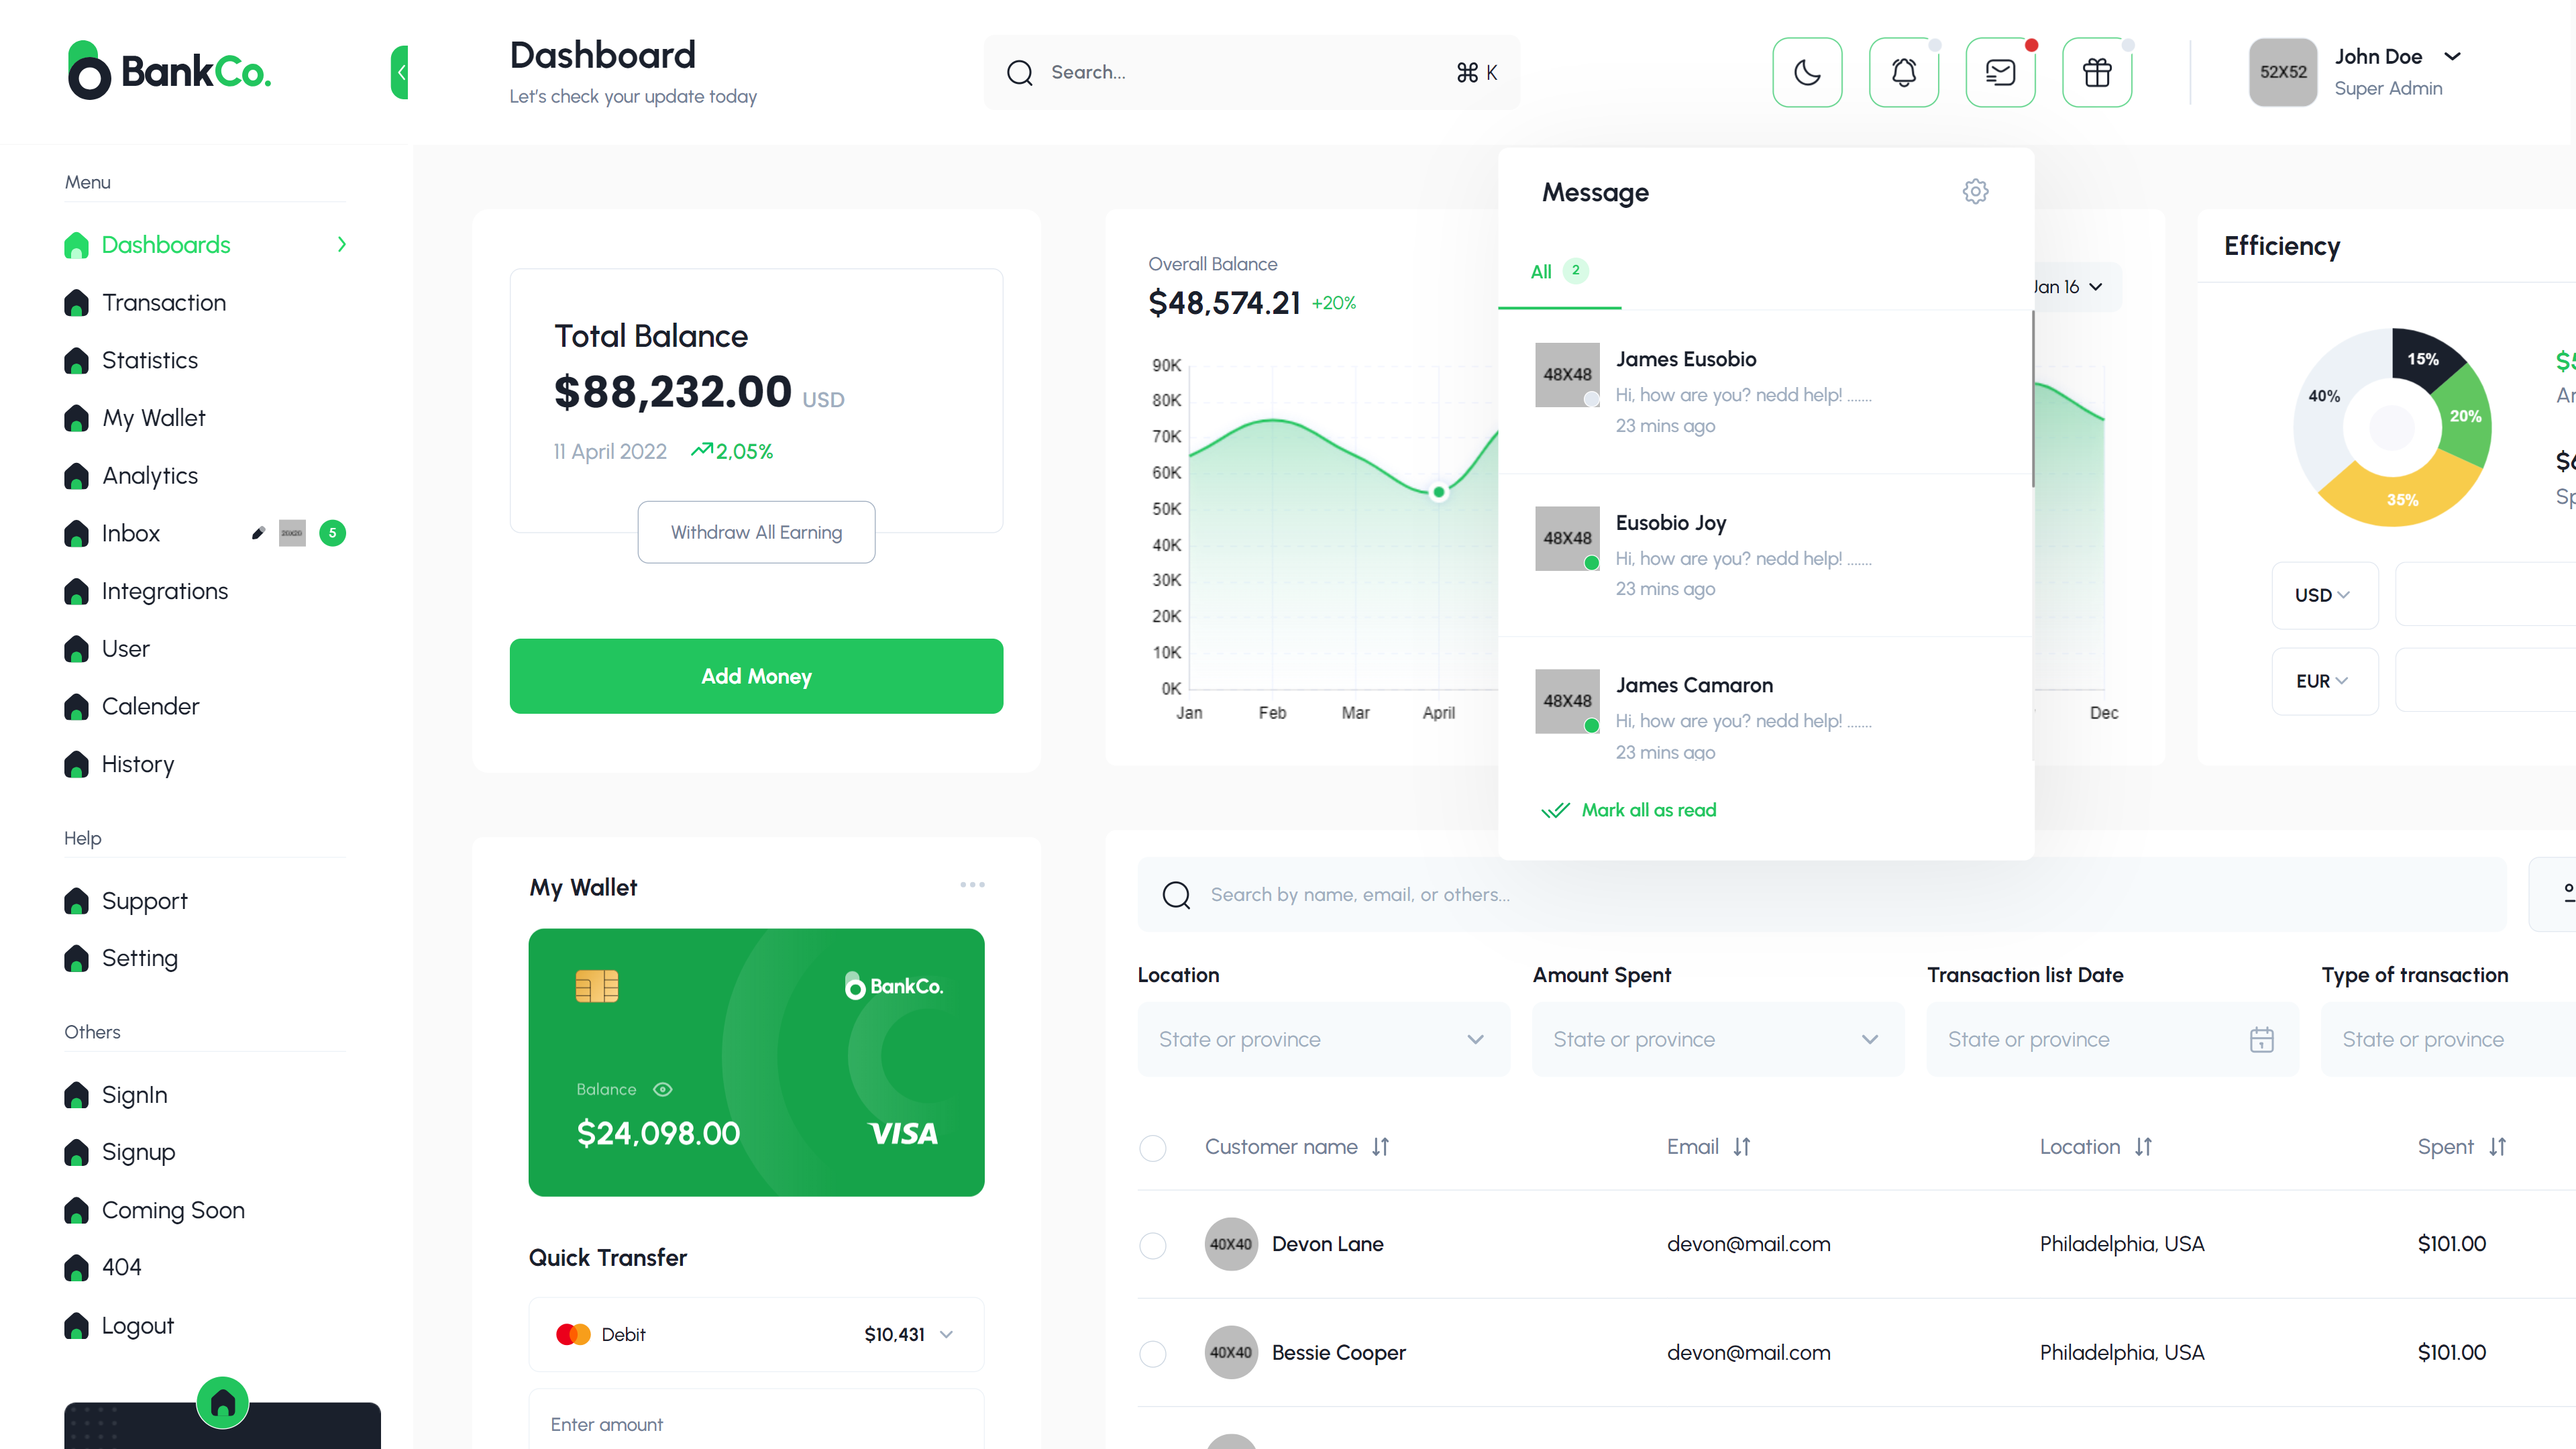 BankCo.
Dashboard
Let's check your update today
Search...
⌘ K
52X52
John Doe
Super Admin
Menu
Dashboards
Transaction
Statistics
My Wallet
Analytics
Inbox
5
Integrations
User
Calender
History
Help
Support
Setting
Others
SignIn
Signup
Coming Soon
404
Logout
Total Balance
$88,232.00 USD
11 April 2022 2,05%
Withdraw All Earning
Add Money
Overall Balance
$48,574.21 +20%
Jan 16
90K
80K
70K
60K
50K
40K
30K
20K
10K
0K
Jan Feb Mar April Dec
Message
All 2
48X48
James Eusobio
Hi, how are you? nedd help! .......
23 mins ago
48X48
Eusobio Joy
Hi, how are you? nedd help! .......
23 mins ago
48X48
James Camaron
Hi, how are you? nedd help! .......
23 mins ago
Mark all as read
Efficiency
15%
40%
20%
35%
USD
EUR
My Wallet
BankCo.
Balance
$24,098.00
VISA
Quick Transfer
Debit $10,431
Enter amount
Search by name, email, or others...
Location Amount Spent Transaction list Date Type of transaction
State or province State or province State or province State or province
Customer name Email Location Spent
40X40 Devon Lane devon@mail.com Philadelphia, USA $101.00
40X40 Bessie Cooper devon@mail.com Philadelphia, USA $101.00